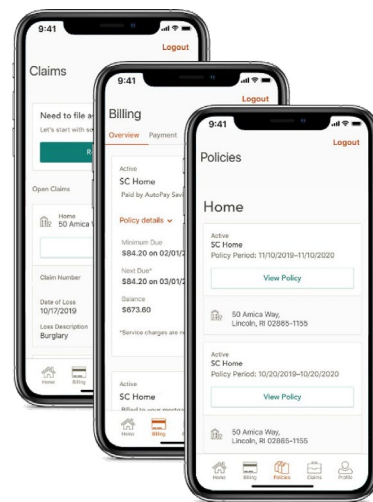 9:41
Logout
Claims
Need to file a
Let's start with so
Open Claims
Home
50 Amica
Claim Number
Date of Loss
10/17/2019
Loss Description
Burglary
Home
Billing
9:41
Logout
Billing
Overview Payment
Active
SC Home
Paid by AutoPay Savi
Policy details
Minimum Due
$84.20 on 02/01/
Next Due*
$84.20 on 03/01/
Balance
$673.60
*Service charges are
Active
SC Home
Billed to your
Home
Billing
9:41
Logout
Policies
Home
Active
SC Home
Policy Period: 11/10/2019–11/10/2020
View Policy
50 Amica Way,
Lincoln, RI 02865-1155
Active
SC Home
Policy Period: 10/20/2019–10/20/2020
View Policy
50 Amica Way,
Lincoln, RI 02865-1155
Home Billing Policies Claims Profile